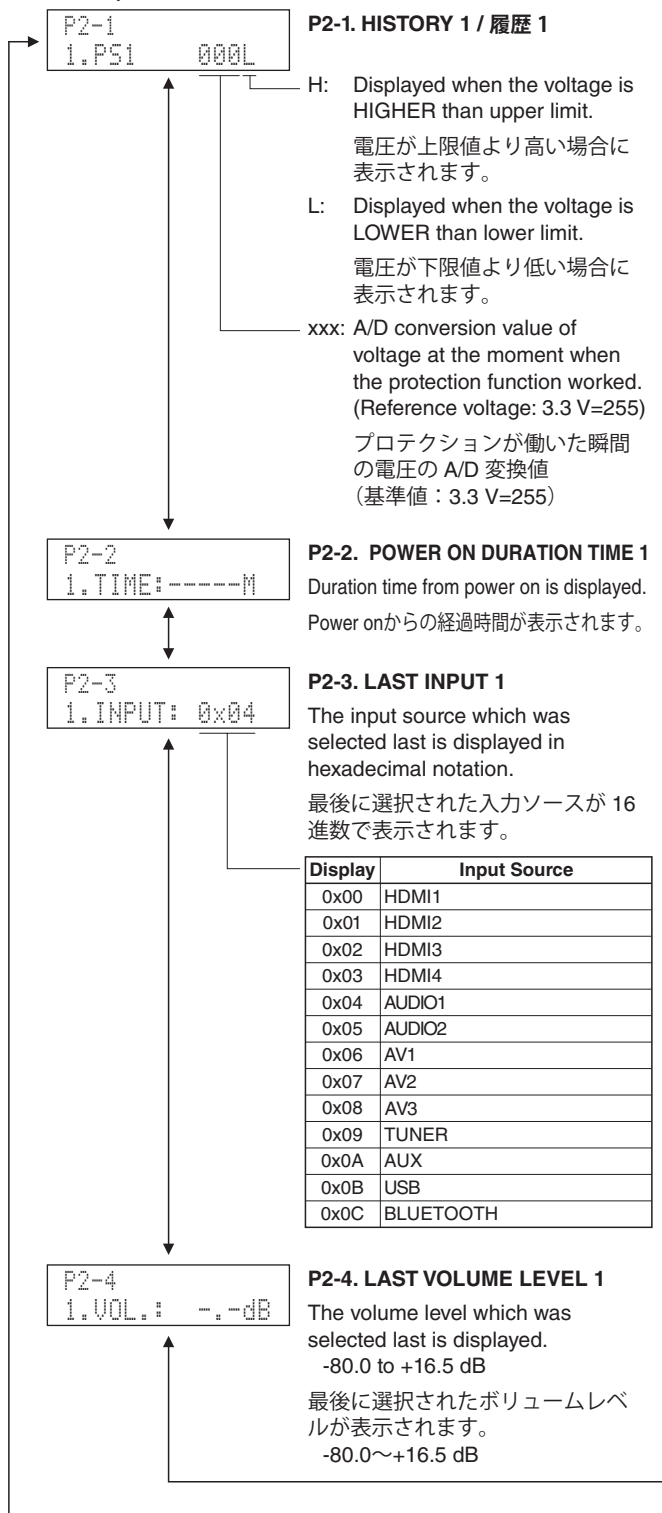 P2-1
1.PS1 000L
P2-1. HISTORY 1 / 履歴 1
H: Displayed when the voltage is
HIGHER than upper limit.
電圧が上限値より高い場合に
表示されます。
L: Displayed when the voltage is
LOWER than lower limit.
電圧が下限値より低い場合に
表示されます。
xxx: A/D conversion value of
voltage at the moment when
the protection function worked.
(Reference voltage: 3.3 V=255)
プロテクションが働いた瞬間
の電圧の A/D 変換値
（基準値：3.3 V=255）
P2-2
1.TIME:-----M
P2-2. POWER ON DURATION TIME 1
Duration time from power on is displayed.
Power onからの経過時間が表示されます。
P2-3
1.INPUT: 0x04
P2-3. LAST INPUT 1
The input source which was
selected last is displayed in
hexadecimal notation.
最後に選択された入力ソースが 16
進数で表示されます。
Display Input Source
0x00 HDMI1
0x01 HDMI2
0x02 HDMI3
0x03 HDMI4
0x04 AUDIO1
0x05 AUDIO2
0x06 AV1
0x07 AV2
0x08 AV3
0x09 TUNER
0x0A AUX
0x0B USB
0x0C BLUETOOTH
P2-4
1.VOL.: -.-dB
P2-4. LAST VOLUME LEVEL 1
The volume level which was
selected last is displayed.
-80.0 to +16.5 dB
最後に選択されたボリュームレベ
ルが表示されます。
-80.0～+16.5 dB